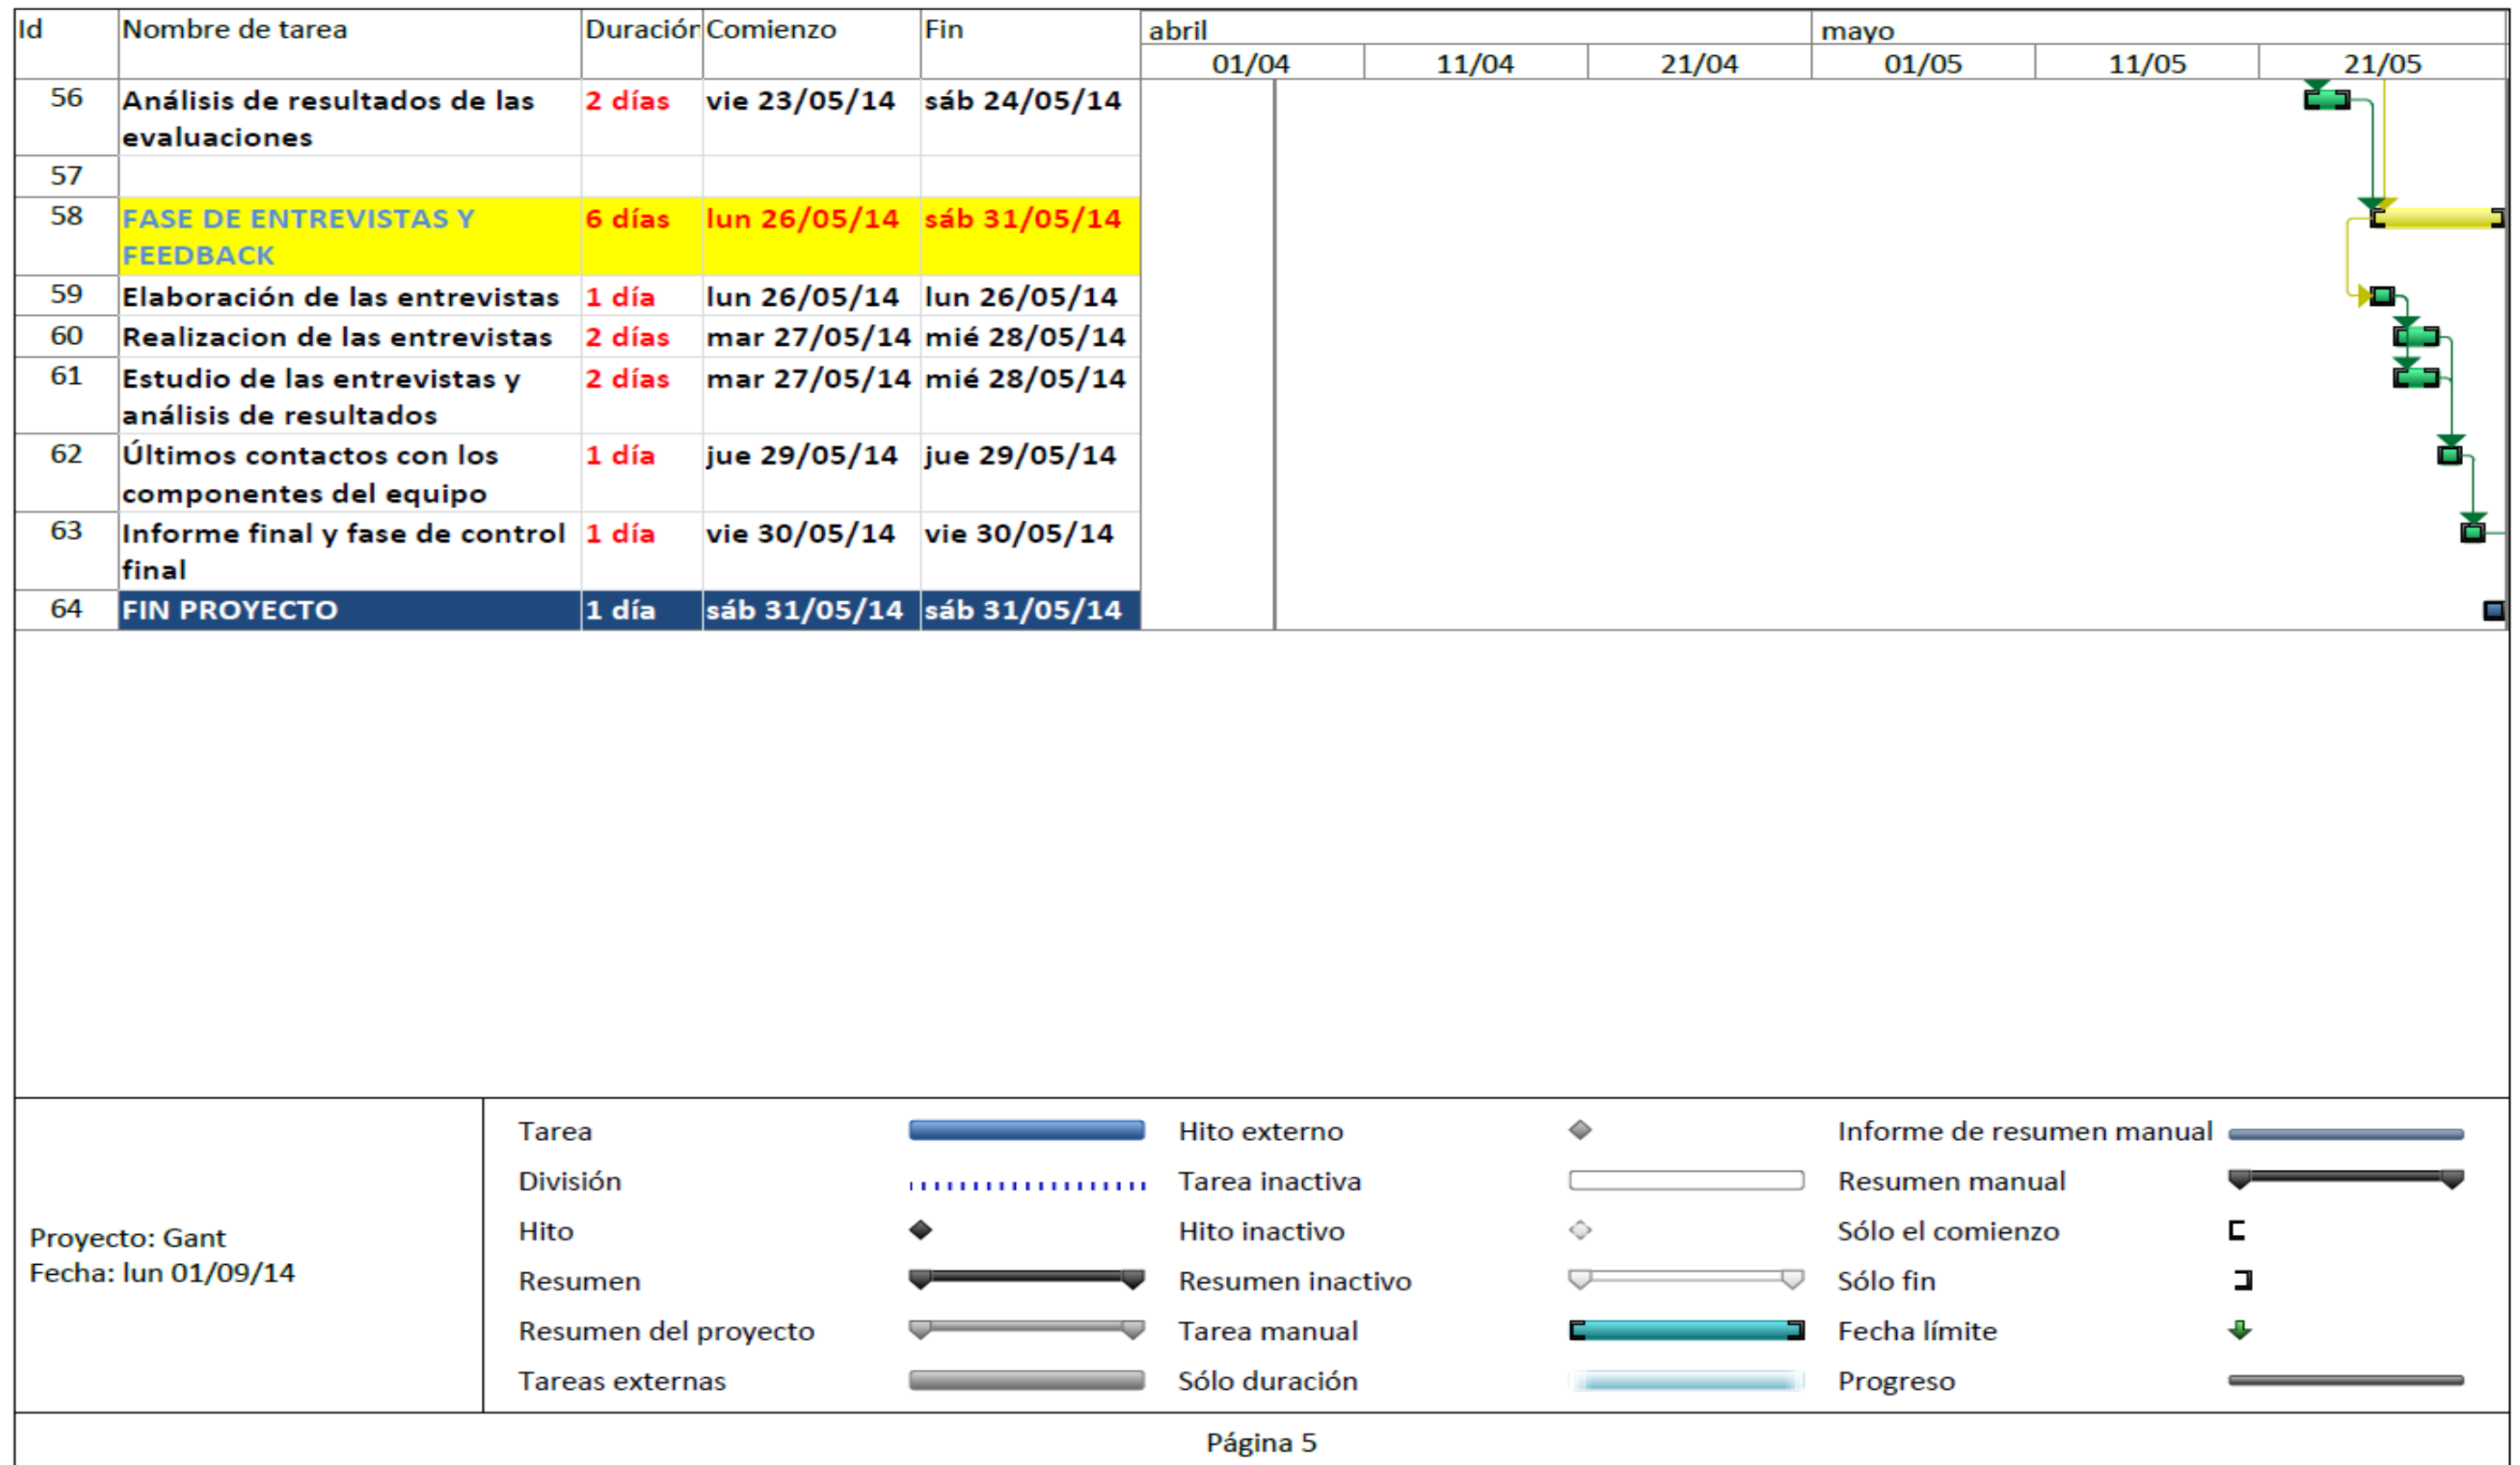 Id Nombre de tarea Duración Comienzo Fin abril mayo
01/04 11/04 21/04 01/05 11/05 21/05
56 Análisis de resultados de las 2 días vie 23/05/14 sáb 24/05/14
evaluaciones
57
58 FASE DE ENTREVISTAS Y 6 días lun 26/05/14 sáb 31/05/14
FEEDBACK
59 Elaboración de las entrevistas 1 día lun 26/05/14 lun 26/05/14
60 Realizacion de las entrevistas 2 días mar 27/05/14 mié 28/05/14
61 Estudio de las entrevistas y 2 días mar 27/05/14 mié 28/05/14
análisis de resultados
62 Últimos contactos con los 1 día jue 29/05/14 jue 29/05/14
componentes del equipo
63 Informe final y fase de control 1 día vie 30/05/14 vie 30/05/14
final
64 FIN PROYECTO 1 día sáb 31/05/14 sáb 31/05/14
Proyecto: Gant
Fecha: lun 01/09/14
Tarea
División
Hito
Resumen
Resumen del proyecto
Tareas externas
Hito externo
Tarea inactiva
Hito inactivo
Resumen inactivo
Tarea manual
Sólo duración
Informe de resumen manual
Resumen manual
Sólo el comienzo
Sólo fin
Fecha límite
Progreso
Página 5